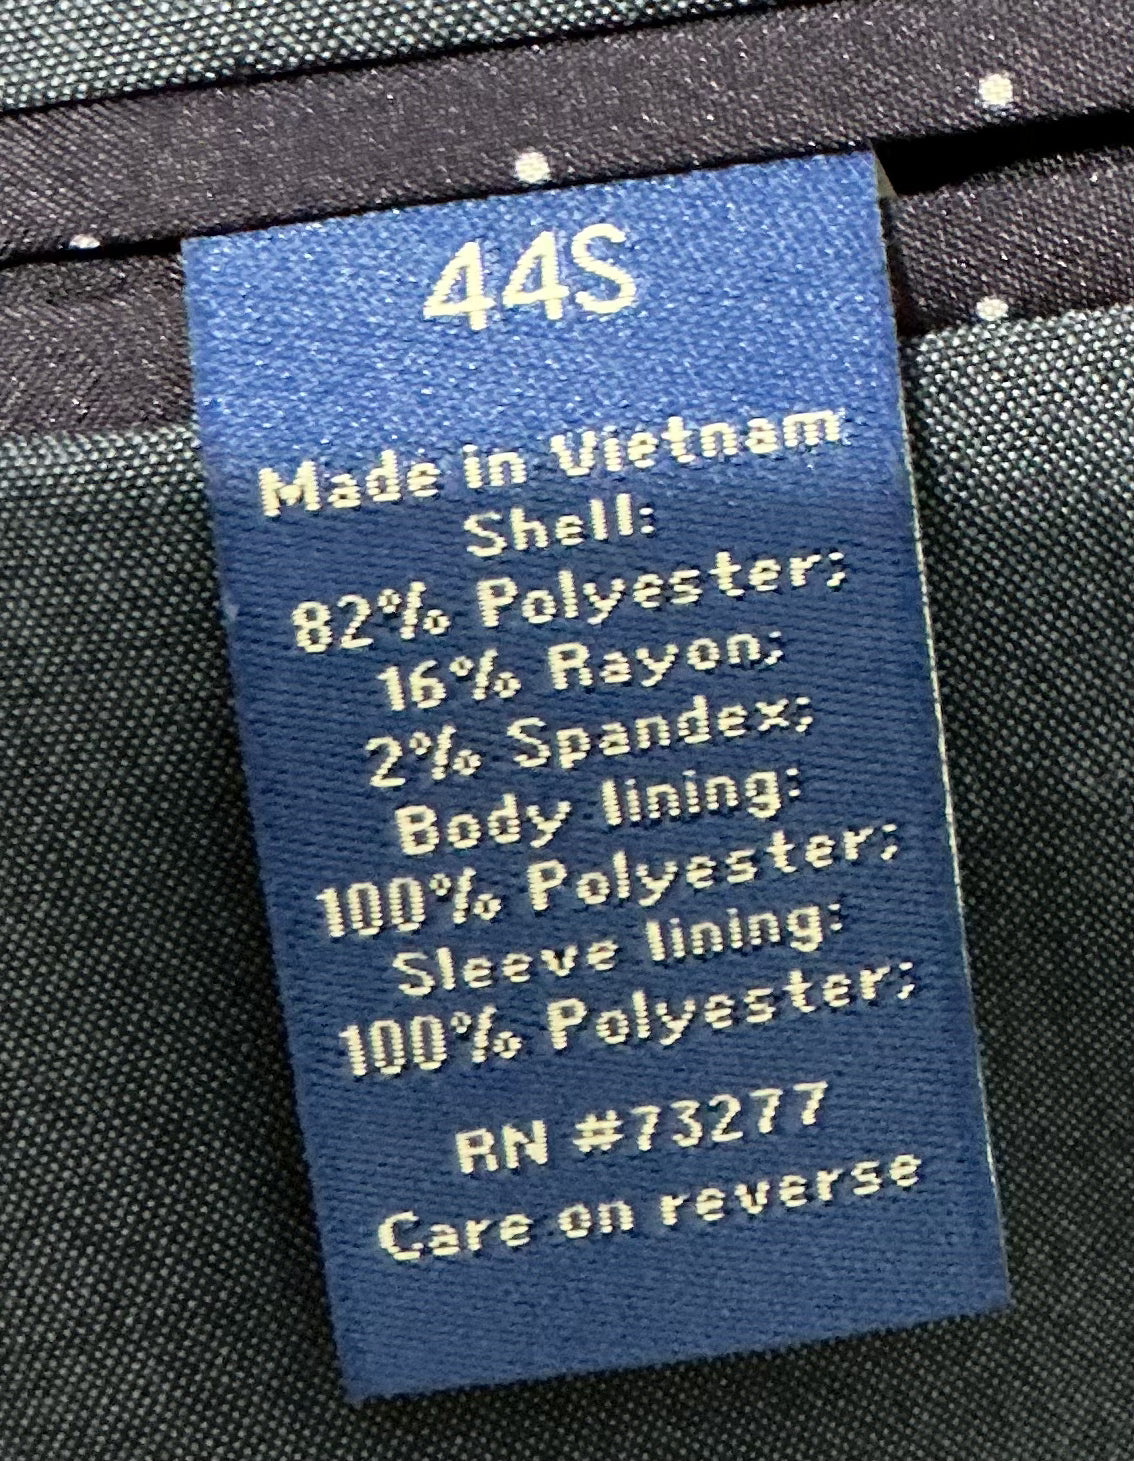 44S
Made in Vietnam
Shell:
82% Polyester;
16% Rayon;
2% Spandex;
Body lining:
100% Polyester;
Sleeve lining:
100% Polyester;
RN #73277
Care on reverse